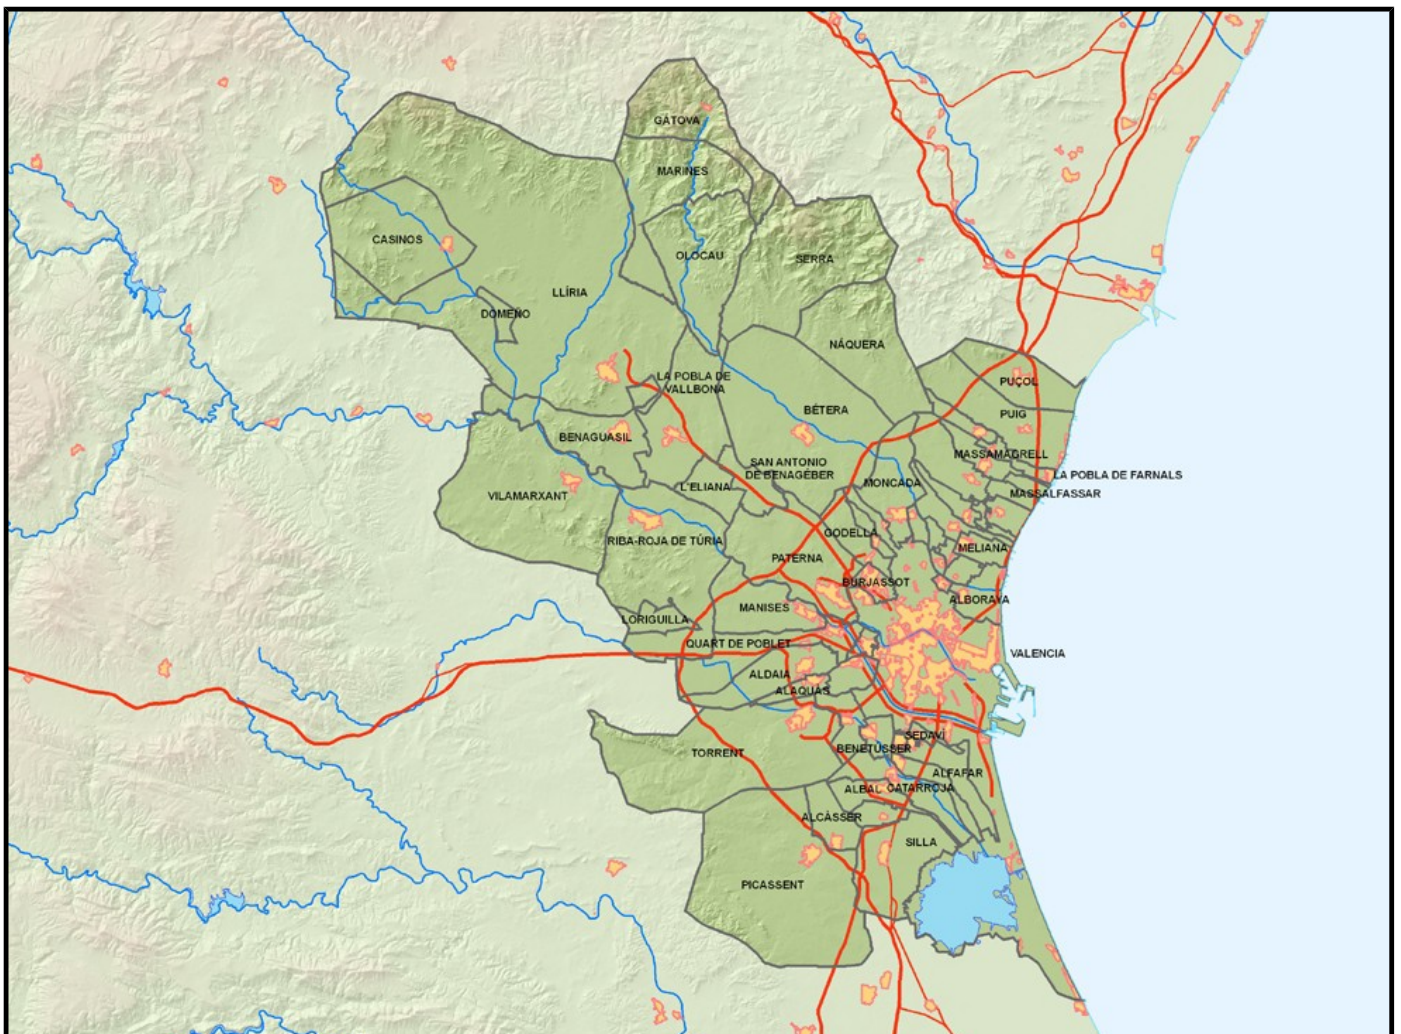 GÁTOVA
MARINES
CASINOS
OLOCAU
SERRA
LLÍRIA
DOMEÑO
NÁQUERA
LA POBLA DE
VALLBONA
PUÇOL
BÉTERA
PUIG
BENAGUASIL
MASSAMAGRELL
SAN ANTONIO
DE BENAGÉBER
LA POBLA DE FARNALS
L'ELIANA
MONCADA
VILAMARXANT
MASSALFASSAR
GODELLA
RIBA-ROJA DE TÚRIA
MELIANA
PATERNA
BURJASSOT
ALBORAYA
MANISES
LORIGUILLA
QUART DE POBLET
VALENCIA
ALDAIA
ALAQUÀS
SEDAVÍ
BENETÚSSER
TORRENT
ALFAFAR
ALBAL
CATARROJA
ALCÀSSER
SILLA
PICASSENT